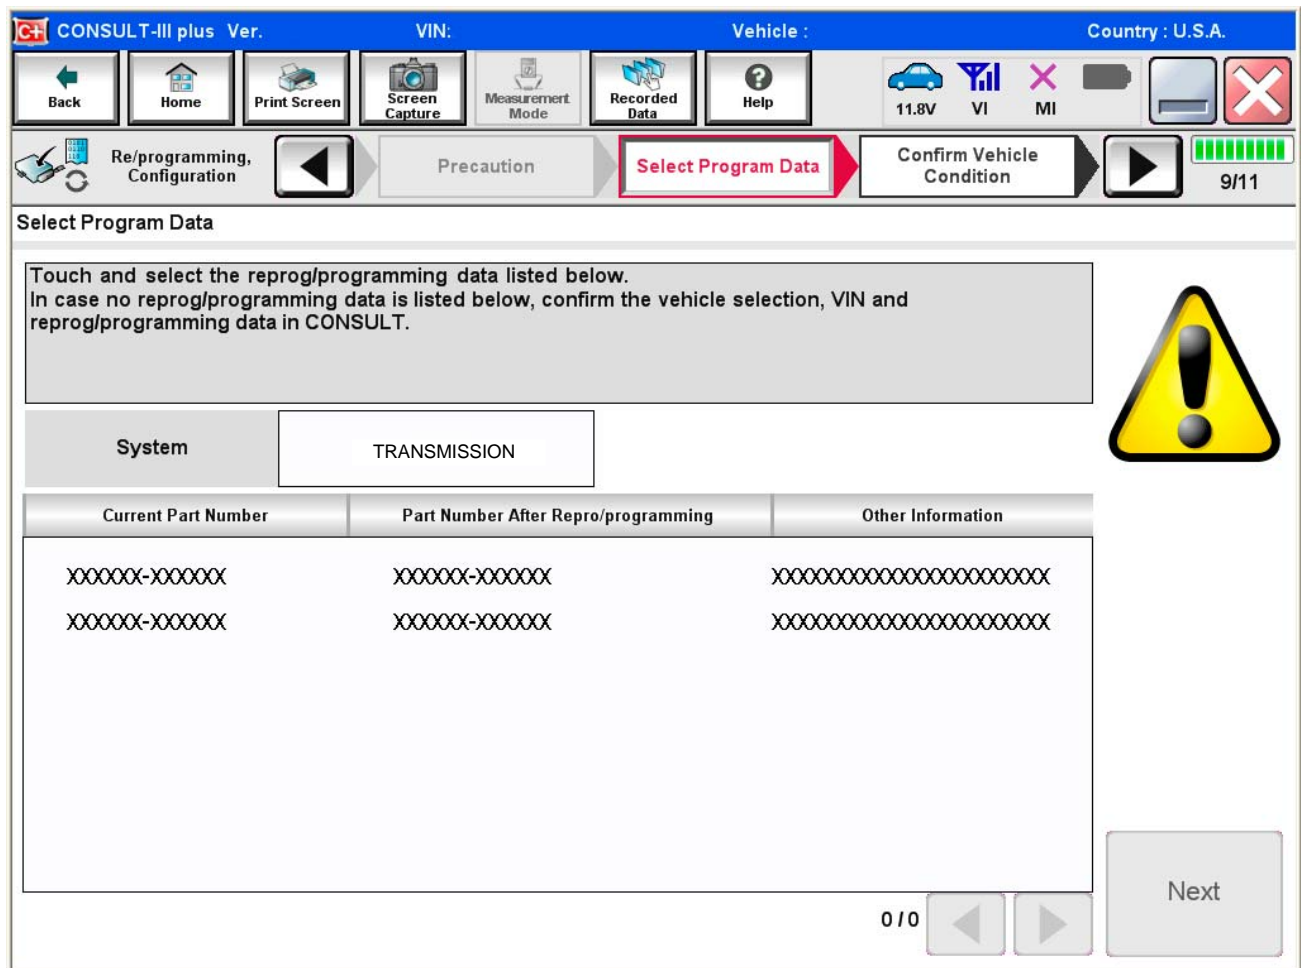 C+ CONSULT-III plus Ver. VIN: Vehicle : Country : U.S.A.
Back
Home
Print Screen
Screen
Capture
Measurement
Mode
Recorded
Data
Help
11.8V VI MI
Re/programming,
Configuration
Precaution
Select Program Data
Confirm Vehicle
Condition
9/11
Select Program Data
Touch and select the reprog/programming data listed below.
In case no reprog/programming data is listed below, confirm the vehicle selection, VIN and
reprog/programming data in CONSULT.
System TRANSMISSION
Current Part Number Part Number After Repro/programming Other Information
XXXXXX-XXXXXX XXXXXX-XXXXXX XXXXXXXXXXXXXXXXXXXXXX
XXXXXX-XXXXXX XXXXXX-XXXXXX XXXXXXXXXXXXXXXXXXXXXX
Next
0/0